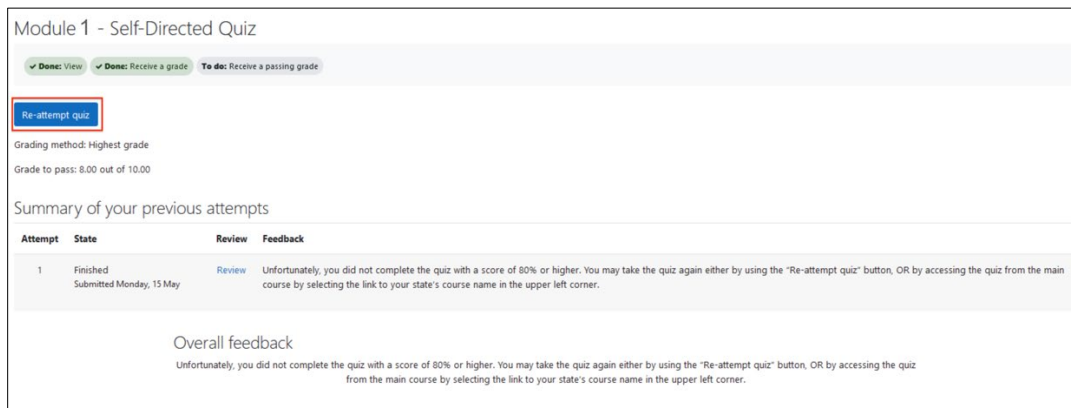 Module 1 - Self-Directed Quiz
✔ Done: View ✔ Done: Receive a grade To do: Receive a passing grade
Re-attempt quiz
Grading method: Highest grade
Grade to pass: 8.00 out of 10.00
Summary of your previous attempts
Attempt State Review Feedback
1 Finished Review Unfortunately, you did not complete the quiz with a score of 80% or higher. You may take the quiz again either by using the "Re-attempt quiz" button, OR by accessing the quiz from the main
Submitted Monday, 15 May course by selecting the link to your state's course name in the upper left corner.
Overall feedback
Unfortunately, you did not complete the quiz with a score of 80% or higher. You may take the quiz again either by using the "Re-attempt quiz" button, OR by accessing the quiz
from the main course by selecting the link to your state's course name in the upper left corner.